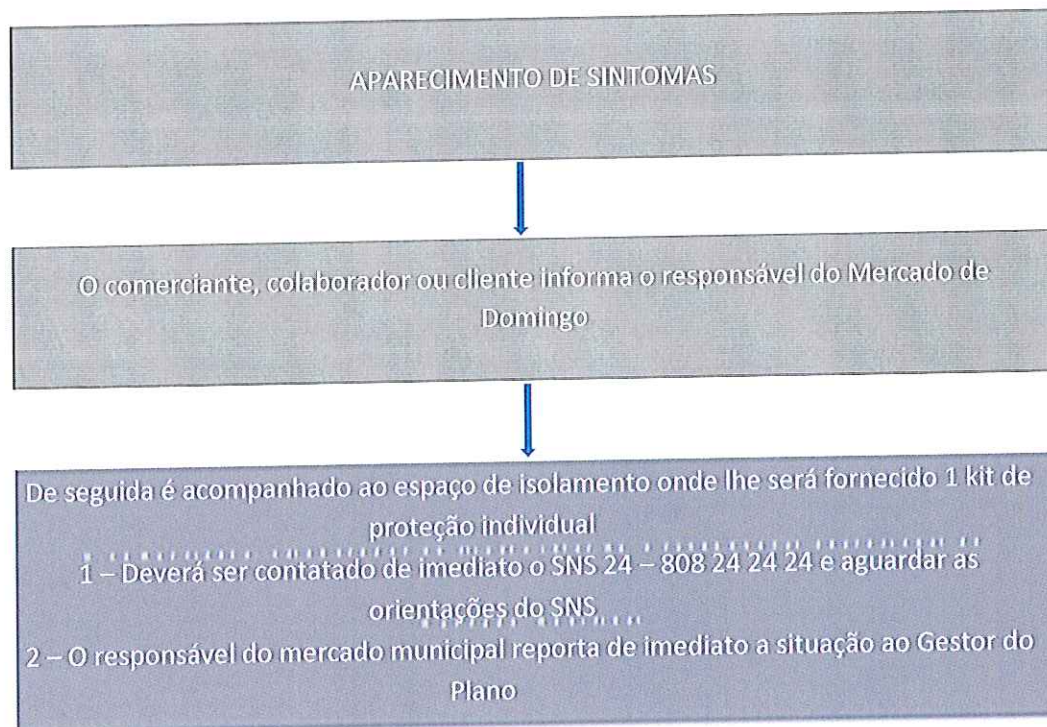 APARECIMENTO DE SINTOMAS
O comerciante, colaborador ou cliente informa o responsável do Mercado de
Domingo
De seguida é acompanhado ao espaço de isolamento onde lhe será fornecido 1 kit de
proteção individual
1 – Deverá ser contatado de imediato o SNS 24 – 808 24 24 24 e aguardar as
orientações do SNS
2 – O responsável do mercado municipal reporta de imediato a situação ao Gestor do
Plano